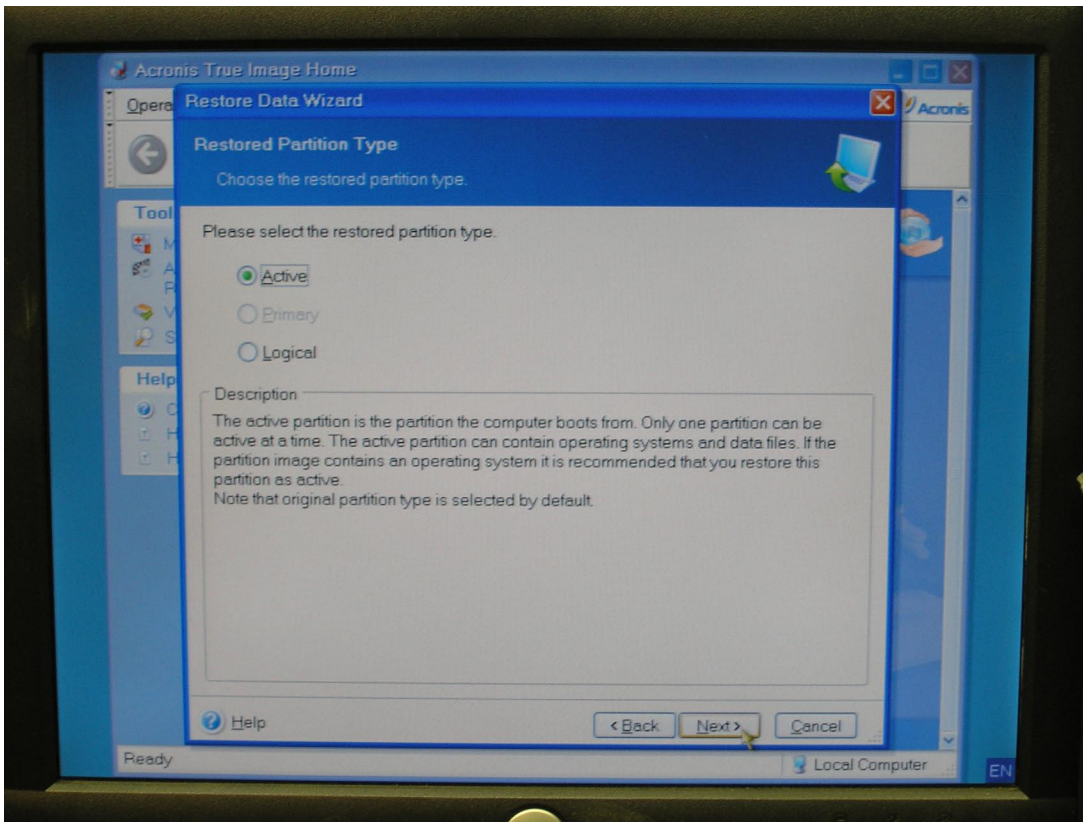 Acronis True Image Home
Opera
Acronis
Restore Data Wizard
Restored Partition Type
Choose the restored partition type.
Tool
M
A
R
V
S
Help
C
H
H
Please select the restored partition type.
Active
Primary
Logical
Description
The active partition is the partition the computer boots from. Only one partition can be
active at a time. The active partition can contain operating systems and data files. If the
partition image contains an operating system it is recommended that you restore this
partition as active.
Note that original partition type is selected by default.
Help
< Back Next > Cancel
Ready
Local Computer
EN